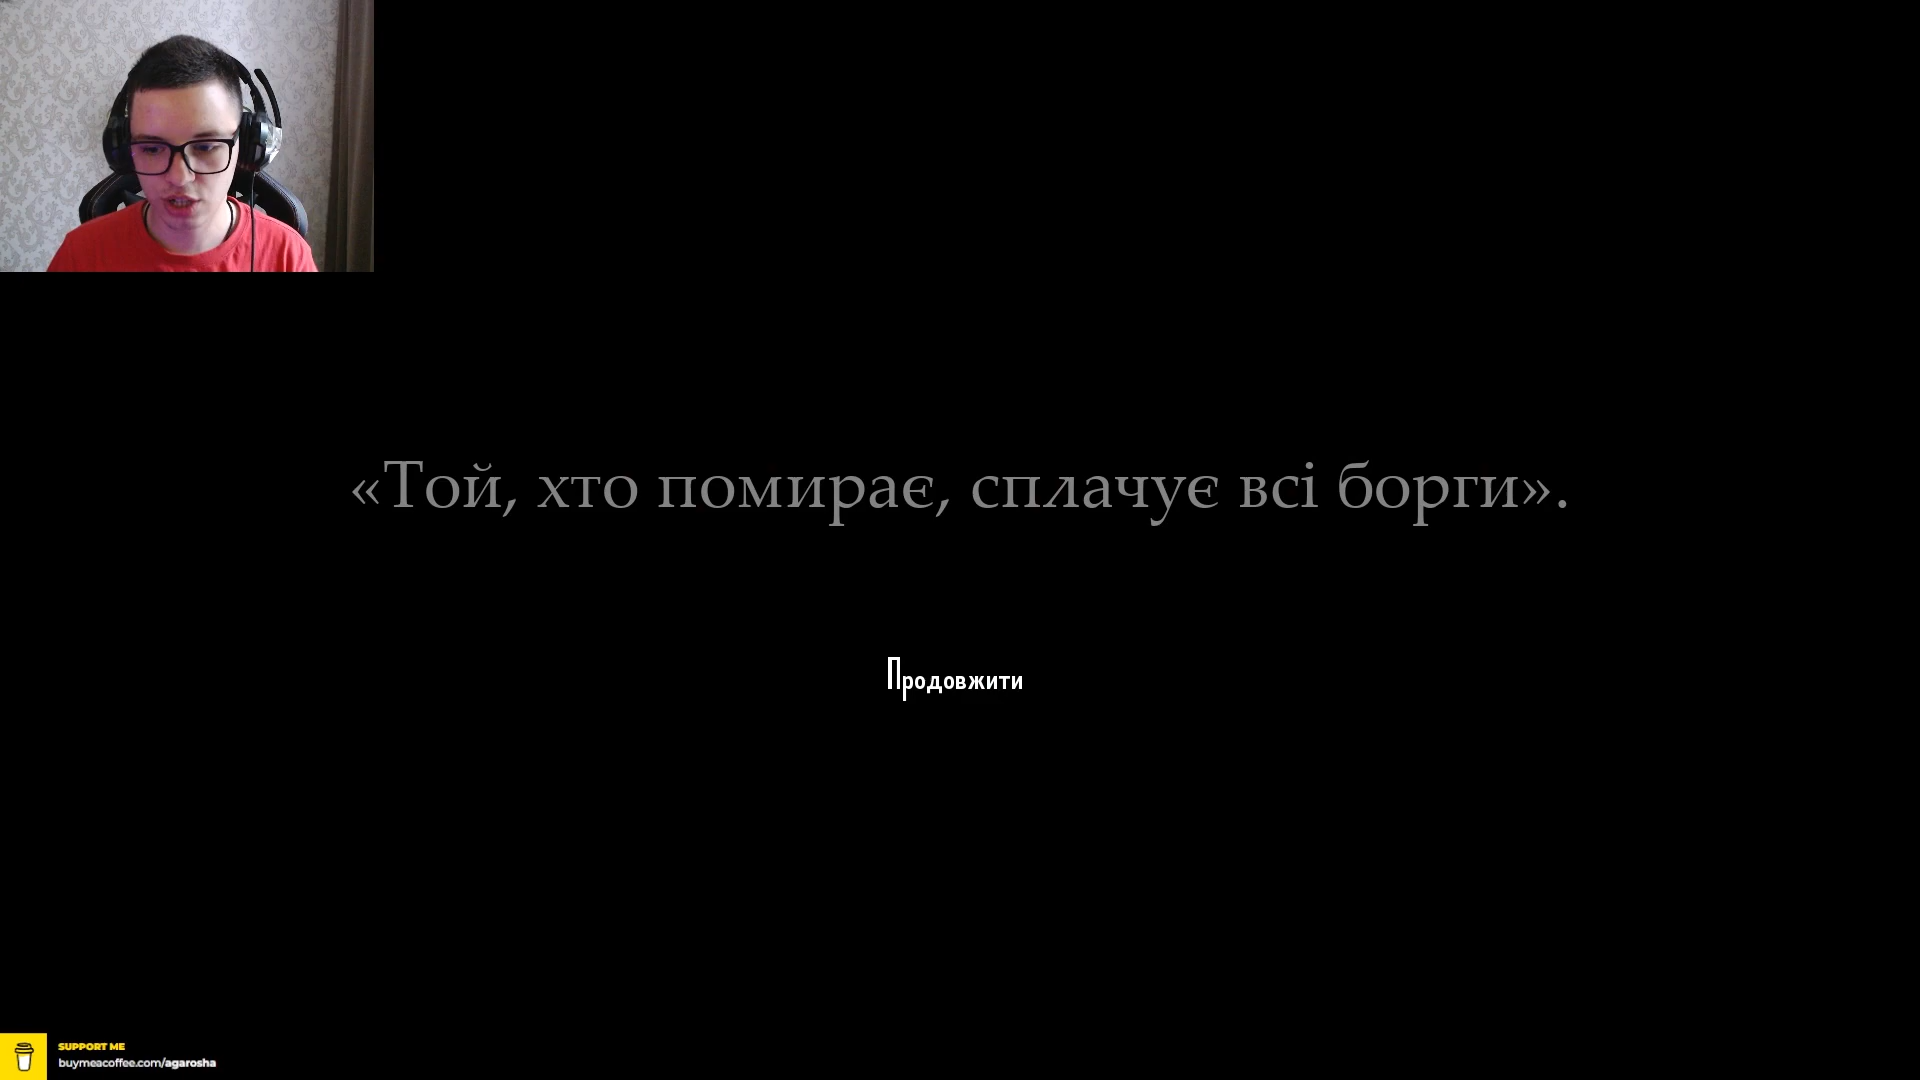 «Той, хто помирає, сплачує всі борги».
Продовжити
SUPPORT ME
buymeacoffee.com/agarosha